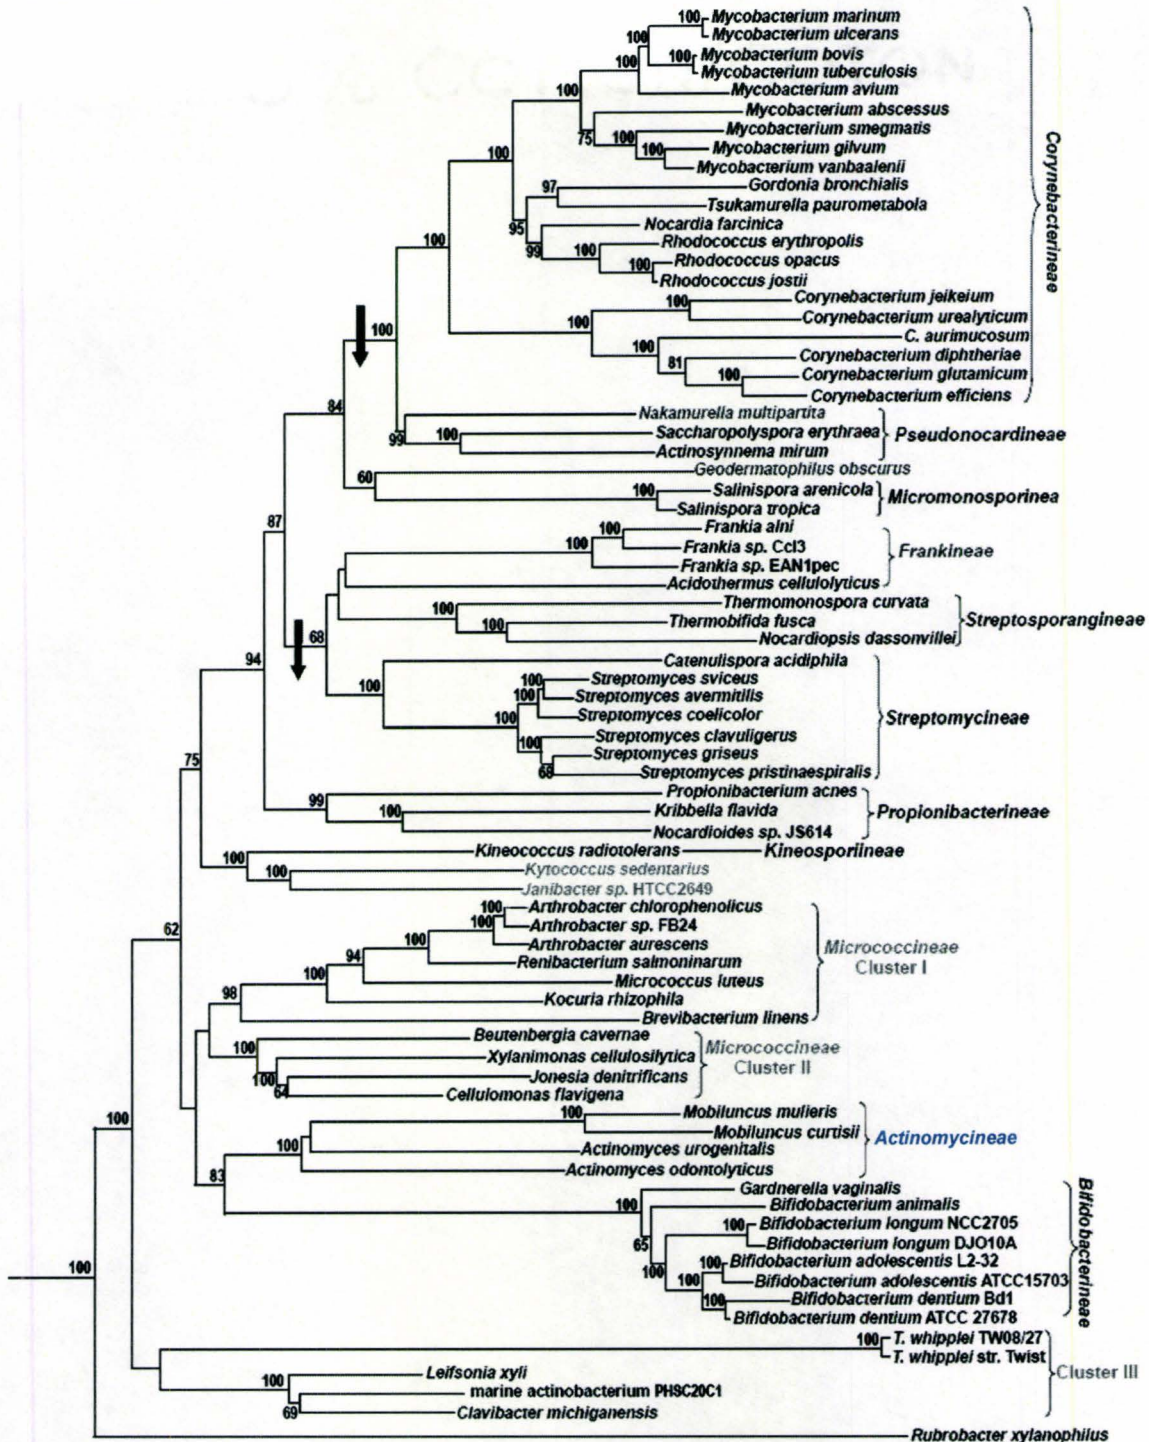 100 Mycobacterium marinum
Mycobacterium ulcerans
100
100 Mycobacterium bovis
Mycobacterium tuberculosis
100
Mycobacterium avium
100
Mycobacterium abscessus
75
100 Mycobacterium smegmatis
100 Mycobacterium gilvum
Mycobacterium vanbaalenii
100
97 Gordonia bronchialis
Tsukamurella paurometabola
95
Nocardia farcinica
99
100 Rhodococcus erythropolis
100 Rhodococcus opacus
Rhodococcus jostii
Corynebacterineae
100
100 Corynebacterium jeikeium
Corynebacterium urealyticum
100
C. aurimucosum
100
81 Corynebacterium diphtheriae
100 Corynebacterium glutamicum
Corynebacterium efficiens
100
84
Nakamurella multipartita
99
100 Saccharopolyspora erythraea
Actinosynnema mirum
Pseudonocardineae
60 Geodermatophilus obscurus
100 Salinispora arenicola
Salinispora tropica
Micromonosporinea
87
100 Frankia alni
100 Frankia sp. CcI3
Frankia sp. EAN1pec
Acidothermus cellulolyticus
Frankineae
100 Thermomonospora curvata
100 Thermobifida fusca
Nocardiopsis dassonvillei
Streptosporangineae
68
94
100 Catenulispora acidiphila
100 Streptomyces sviceus
100 Streptomyces avermitilis
Streptomyces coelicolor
100
100 Streptomyces clavuligerus
Streptomyces griseus
68 Streptomyces pristinaespiralis
Streptomycineae
75
99 Propionibacterium acnes
100 Kribbella flavida
Nocardioides sp. JS614
Propionibacterineae
100 Kineococcus radiotolerans Kineosporiineae
100 Kytococcus sedentarius
Janibacter sp. HTCC2649
62
100 Arthrobacter chlorophenolicus
100 Arthrobacter sp. FB24
100 Arthrobacter aurescens
94 Renibacterium salmoninarum
100 Micrococcus luteus
98 Kocuria rhizophila
Brevibacterium linens
Micrococcineae
Cluster I
100 Beutenbergia cavernae
100 Xylanimonas cellulosilytica
Jonesia denitrificans
64 Cellulomonas flavigena
Micrococcineae
Cluster II
100
100 Mobiluncus mulieris
Mobiluncus curtisii
100 Actinomyces urogenitalis
Actinomyces odontolyticus
Actinomycineae
83
100 Gardnerella vaginalis
Bifidobacterium animalis
65
100 Bifidobacterium longum NCC2705
Bifidobacterium longum DJO10A
100
100 Bifidobacterium adolescentis L2-32
100 Bifidobacterium adolescentis ATCC15703
100 Bifidobacterium dentium Bd1
Bifidobacterium dentium ATCC 27678
Bifidobacterineae
100
100 T. whipplei TW08/27
T. whipplei str. Twist
100 Leifsonia xyli
marine actinobacterium PHSC20C1
69 Clavibacter michiganensis
Cluster III
Rubrobacter xylanophilus